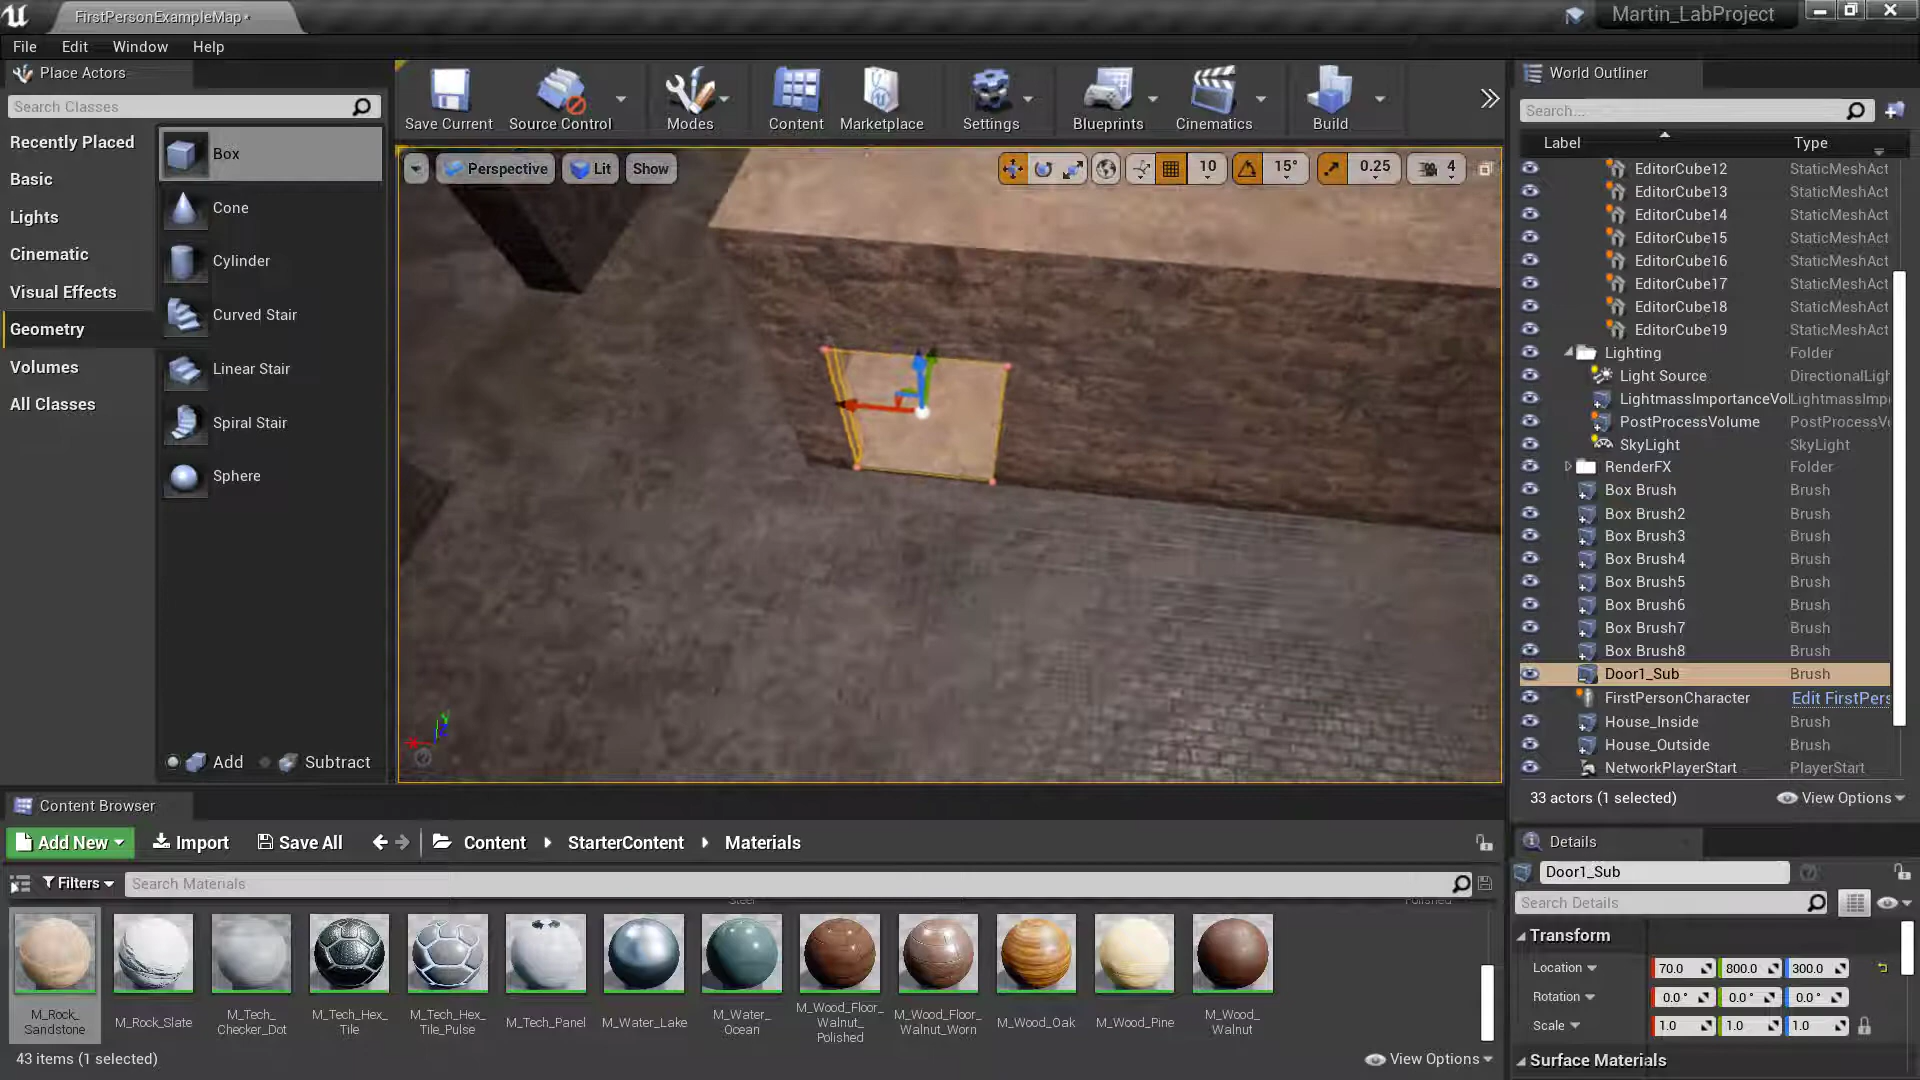 FirstPersonExampleMap•
Martin_LabProject
File Edit Window Help
Place Actors
Search Classes
Recently Placed
Basic
Lights
Cinematic
Visual Effects
Geometry
Volumes
All Classes
Box
Cone
Cylinder
Curved Stair
Linear Stair
Spiral Stair
Sphere
Add Subtract
Save Current Source Control Modes Content Marketplace Settings Blueprints Cinematics Build
Perspective Lit Show 10 15° 0.25 4
World Outliner
Search...
Label Type
EditorCube12 StaticMeshAct
EditorCube13 StaticMeshAct
EditorCube14 StaticMeshAct
EditorCube15 StaticMeshAct
EditorCube16 StaticMeshAct
EditorCube17 StaticMeshAct
EditorCube18 StaticMeshAct
EditorCube19 StaticMeshAct
Lighting Folder
Light Source DirectionalLigh
LightmassImportanceVol LightmassImp
PostProcessVolume PostProcessV
SkyLight SkyLight
RenderFX Folder
Box Brush Brush
Box Brush2 Brush
Box Brush3 Brush
Box Brush4 Brush
Box Brush5 Brush
Box Brush6 Brush
Box Brush7 Brush
Box Brush8 Brush
Door1_Sub Brush
FirstPersonCharacter Edit FirstPers
House_Inside Brush
House_Outside Brush
NetworkPlayerStart PlayerStart
33 actors (1 selected) View Options
Details
Door1_Sub
Search Details
Transform
Location 70.0 800.0 300.0
Rotation 0.0° 0.0° 0.0°
Scale 1.0 1.0 1.0
Surface Materials
Content Browser
Add New Import Save All Content StarterContent Materials
Filters Search Materials
Steel Polished
M_Rock_
Sandstone
M_Rock_Slate
M_Tech_
Checker_Dot
M_Tech_Hex_
Tile
M_Tech_Hex_
Tile_Pulse
M_Tech_Panel
M_Water_Lake
M_Water_
Ocean
M_Wood_Floor_
Walnut_
Polished
M_Wood_Floor_
Walnut_Worn
M_Wood_Oak
M_Wood_Pine
M_Wood_
Walnut
43 items (1 selected) View Options